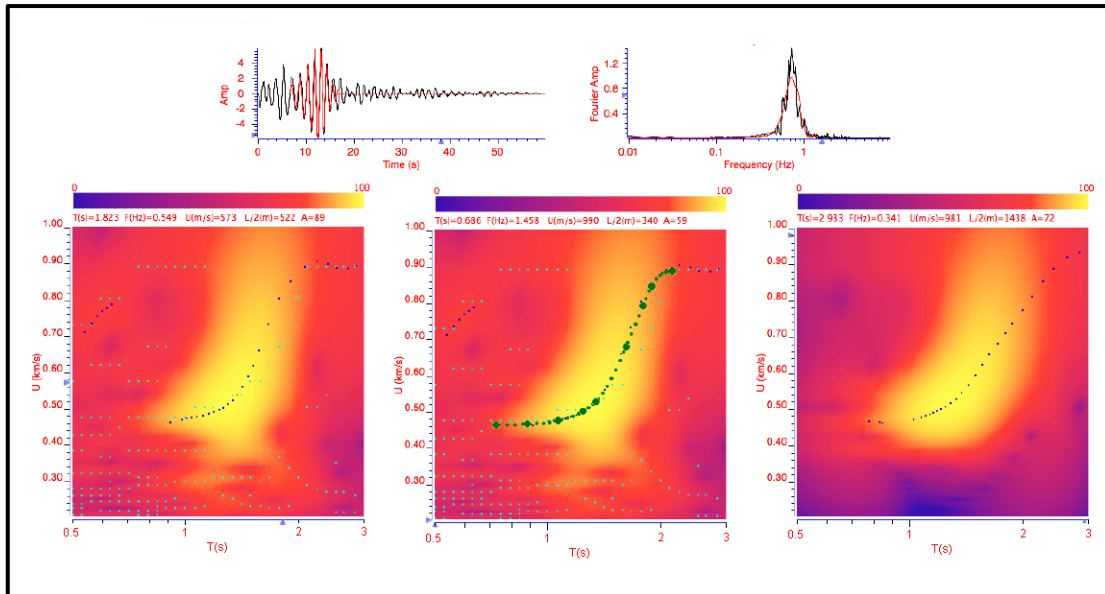 4
2
0
-2
-4
Amp
0 10 20 30 40 50
Time (s)
1.2
0.8
0.4
Fourier Amp
0.01 0.1 1
Frequency (Hz)
0 100
T(s)=1.823 F(Hz)=0.549 U(m/s)=573 L/2(m)=522 A=89
1.00
0.90
0.80
0.70
0.60
0.50
0.40
0.30
U (km/s)
0.5 1 2 3
T(s)
0 100
T(s)=0.686 F(Hz)=1.458 U(m/s)=990 L/2(m)=340 A=59
1.00
0.90
0.80
0.70
0.60
0.50
0.40
0.30
U (km/s)
0.5 1 2 3
T(s)
0 100
T(s)=2.933 F(Hz)=0.341 U(m/s)=981 L/2(m)=1438 A=72
1.00
0.90
0.80
0.70
0.60
0.50
0.40
0.30
U (km/s)
0.5 1 2 3
T(s)